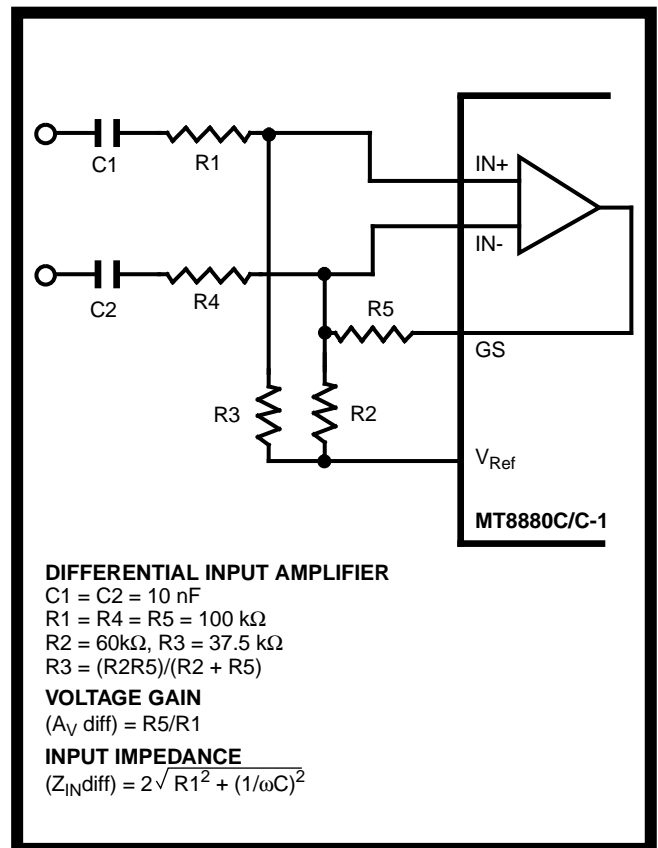 C1
R1
IN+
IN-
C2
R4
R5
GS
R3
R2
VRef
MT8880C/C-1
DIFFERENTIAL INPUT AMPLIFIER
C1 = C2 = 10 nF
R1 = R4 = R5 = 100 kΩ
R2 = 60kΩ, R3 = 37.5 kΩ
R3 = (R2R5)/(R2 + R5)
VOLTAGE GAIN
(AV diff) = R5/R1
INPUT IMPEDANCE
(ZINdiff) = 2√R1² + (1/ωC)²